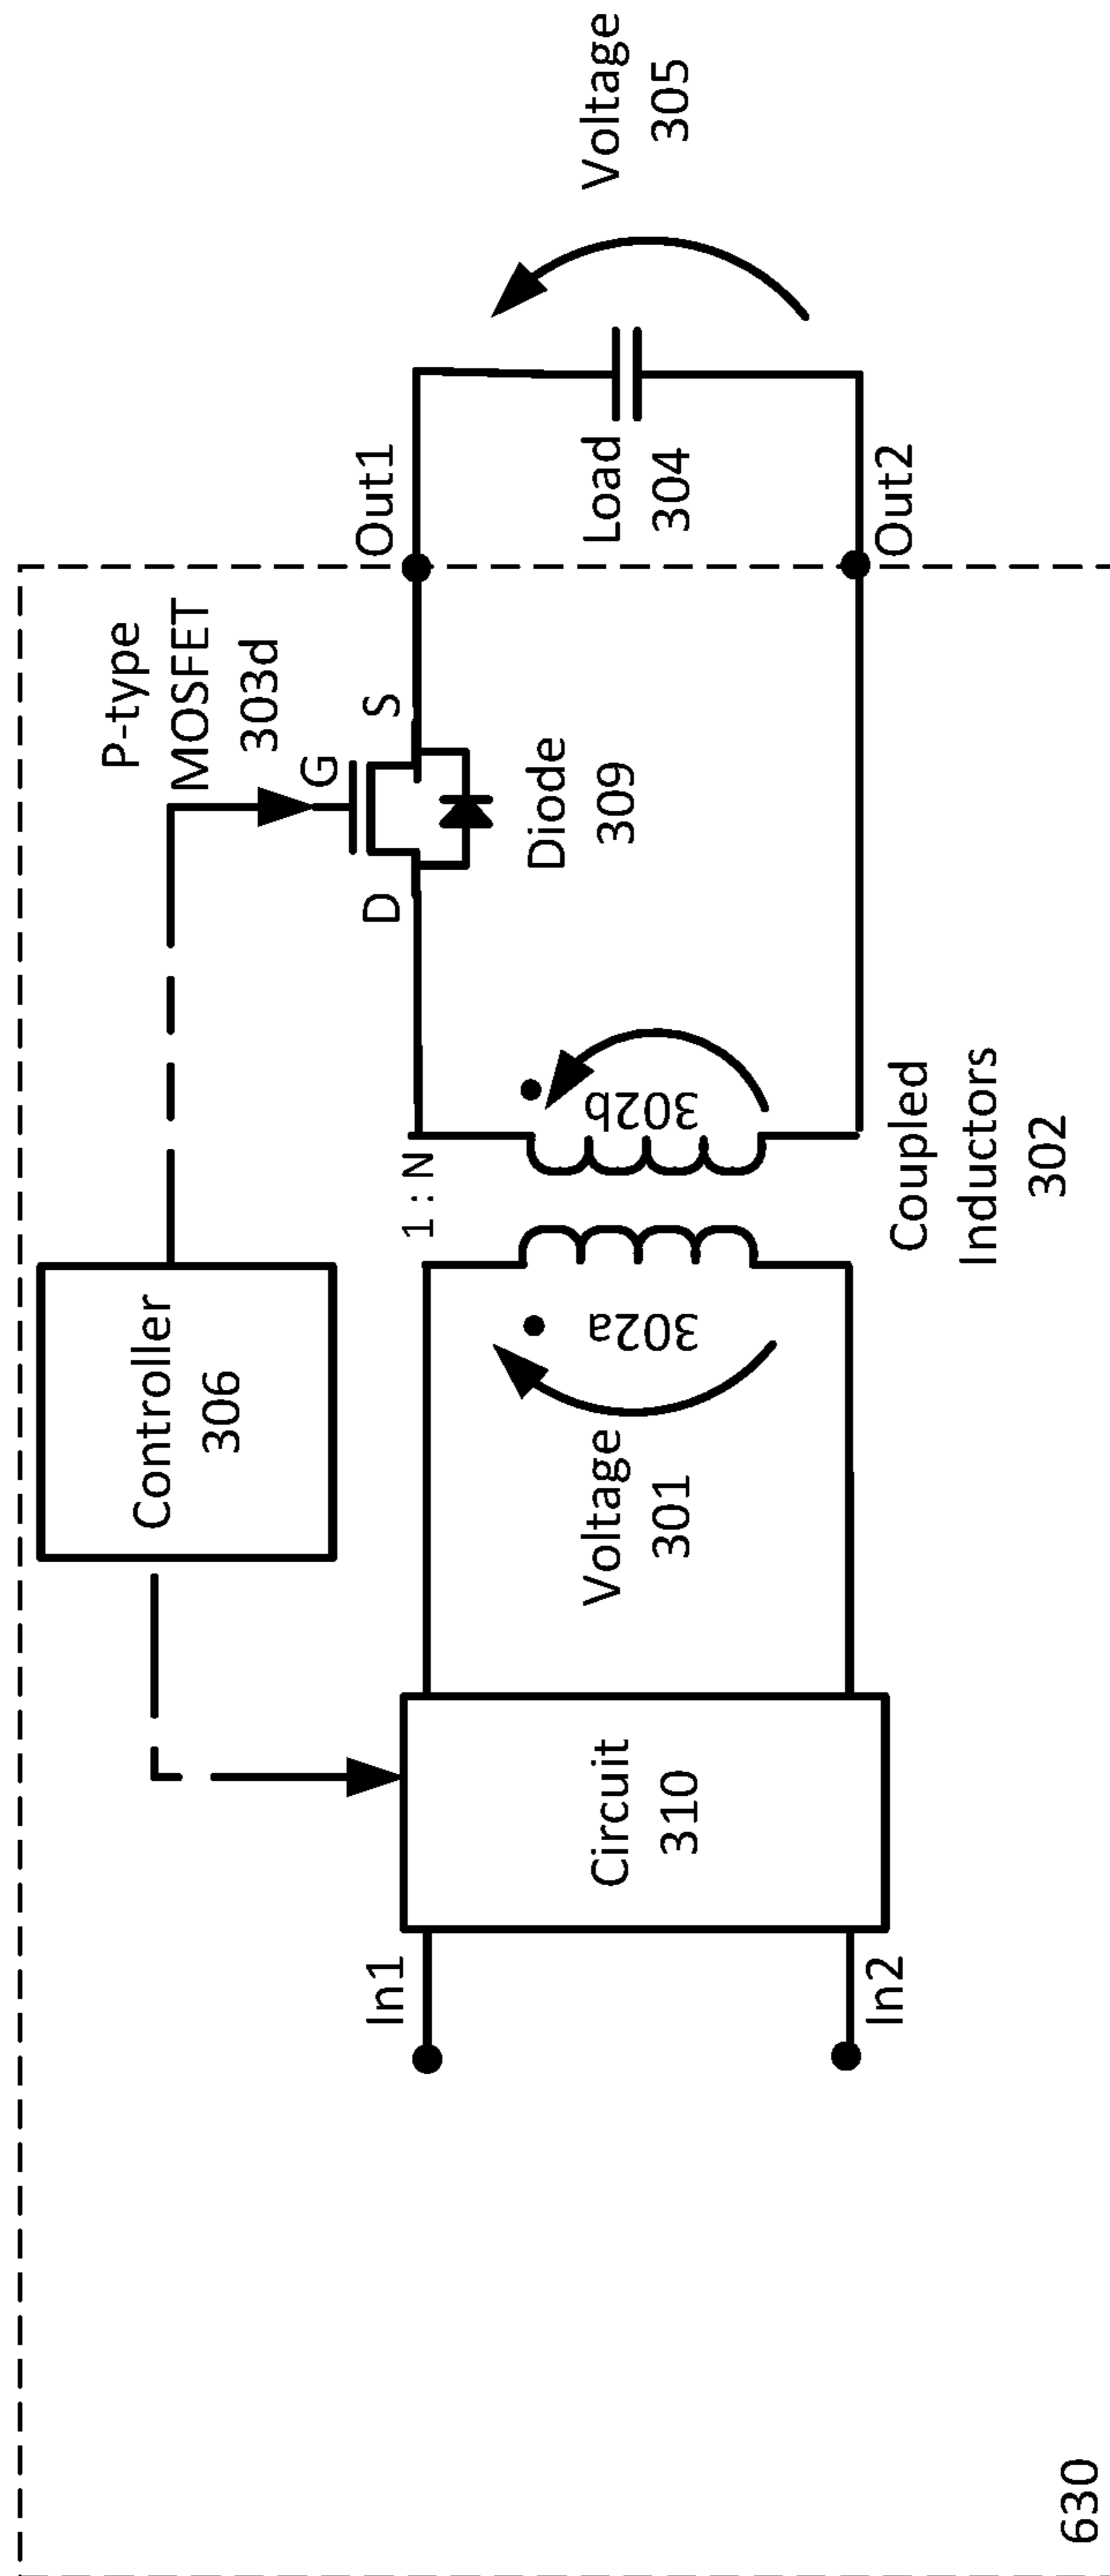 Controller
306
P-type
MOSFET
303d
G
D
S
Diode
309
In1
In2
Circuit
310
Voltage
301
302a
1 : N
302b
Coupled
Inductors
302
Out1
Out2
Load
304
Voltage
305
630